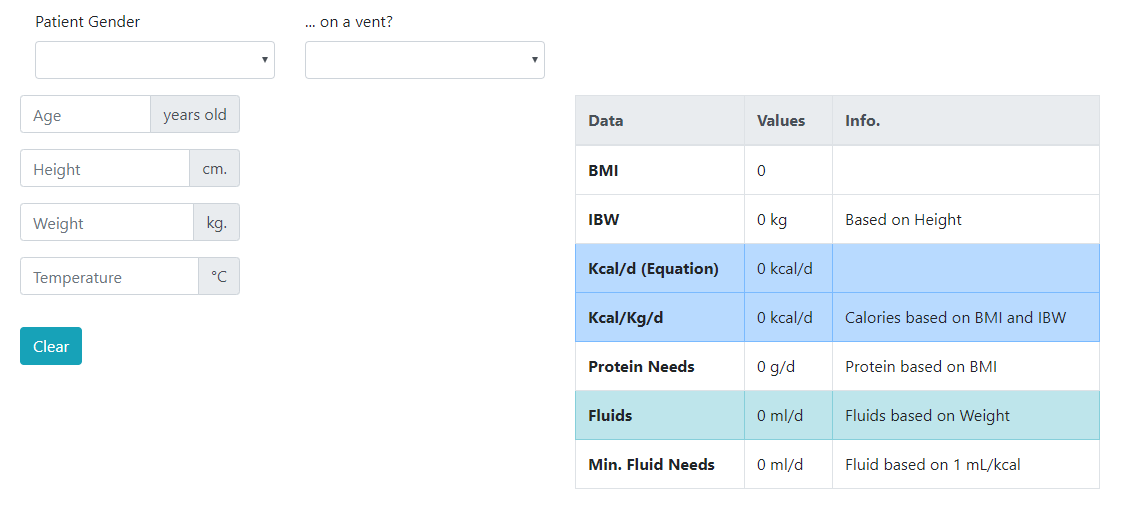 Patient Gender
... on a vent?
Age years old
Height cm.
Weight kg.
Temperature °C
Clear
Data Values Info.
BMI 0
IBW 0 kg Based on Height
Kcal/d (Equation) 0 kcal/d
Kcal/Kg/d 0 kcal/d Calories based on BMI and IBW
Protein Needs 0 g/d Protein based on BMI
Fluids 0 ml/d Fluids based on Weight
Min. Fluid Needs 0 ml/d Fluid based on 1 mL/kcal